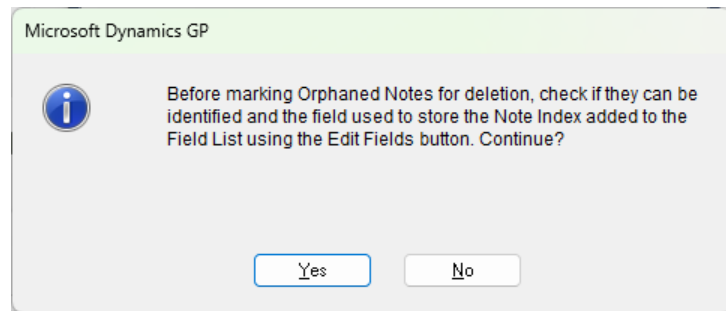 Microsoft Dynamics GP
Before marking Orphaned Notes for deletion, check if they can be
identified and the field used to store the Note Index added to the
Field List using the Edit Fields button. Continue?
Yes
No